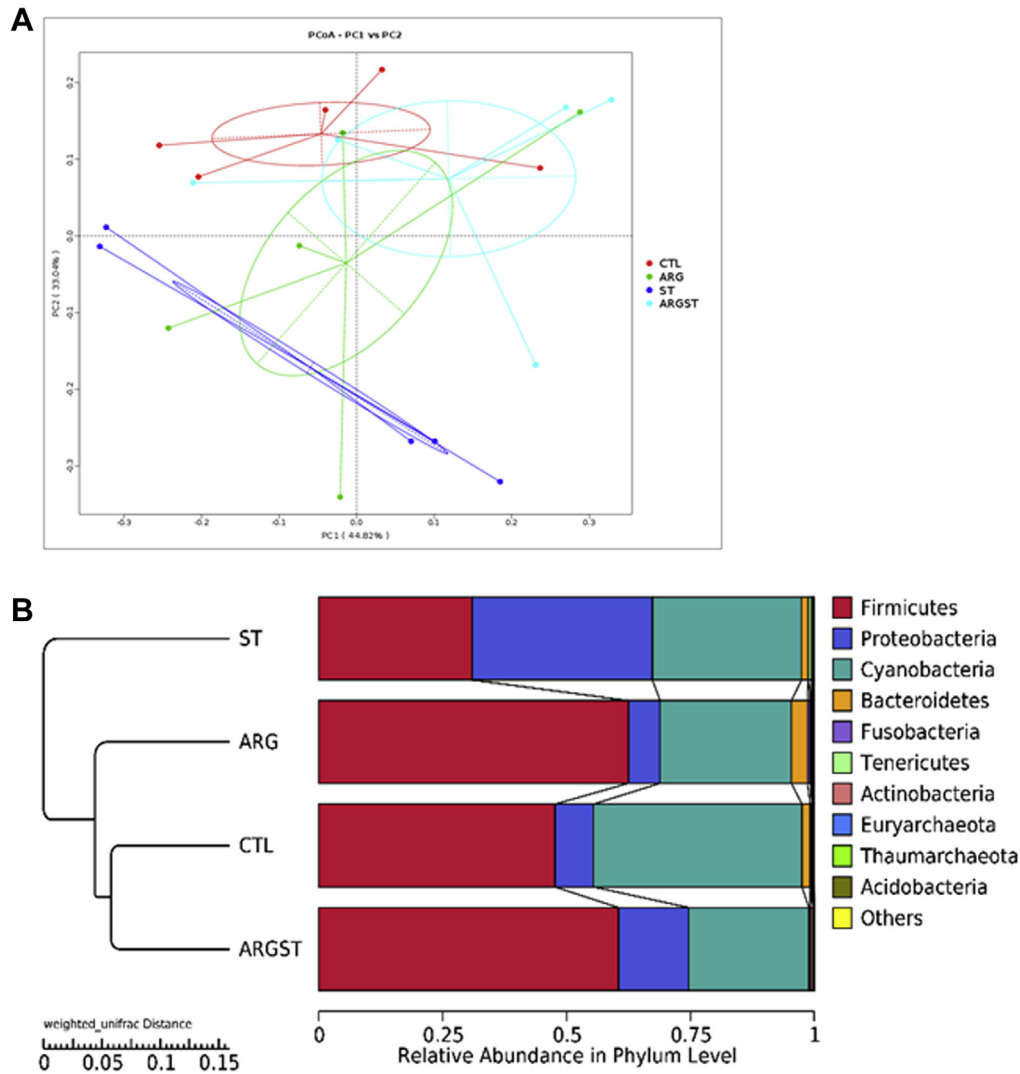 A
PCoA - PC1 vs PC2
0.2
0.1
0.0
-0.1
-0.2
-0.3
PC2 ( 33.04% )
-0.3
-0.2
-0.1
0.0
0.1
0.2
0.3
PC1 ( 44.82% )
CTL
ARG
ST
ARGST
B
ST
ARG
CTL
ARGST
Firmicutes
Proteobacteria
Cyanobacteria
Bacteroidetes
Fusobacteria
Tenericutes
Actinobacteria
Euryarchaeota
Thaumarchaeota
Acidobacteria
Others
weighted_unifrac Distance
0 0.05 0.1 0.15
0 0.25 0.5 0.75 1
Relative Abundance in Phylum Level